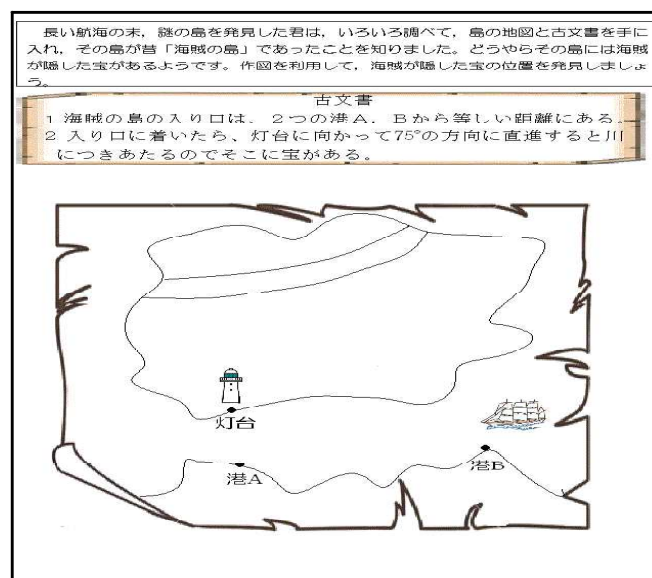 長い航海の末，謎の島を発見した君は，いろいろ調べて，島の地図と古文書を手に
入れ，その島が昔「海賊の島」であったことを知りました。どうやらその島には海賊
が隠した宝があるようです。作図を利用して，海賊が隠した宝の位置を発見しましょ
う。
古文書
1 海賊の島の入り口は，２つの港Ａ．Ｂから等しい距離にある．
2 入り口に着いたら、灯台に向かって75°の方向に直進すると川
につきあたるのでそこに宝がある。
灯台
港A
港B